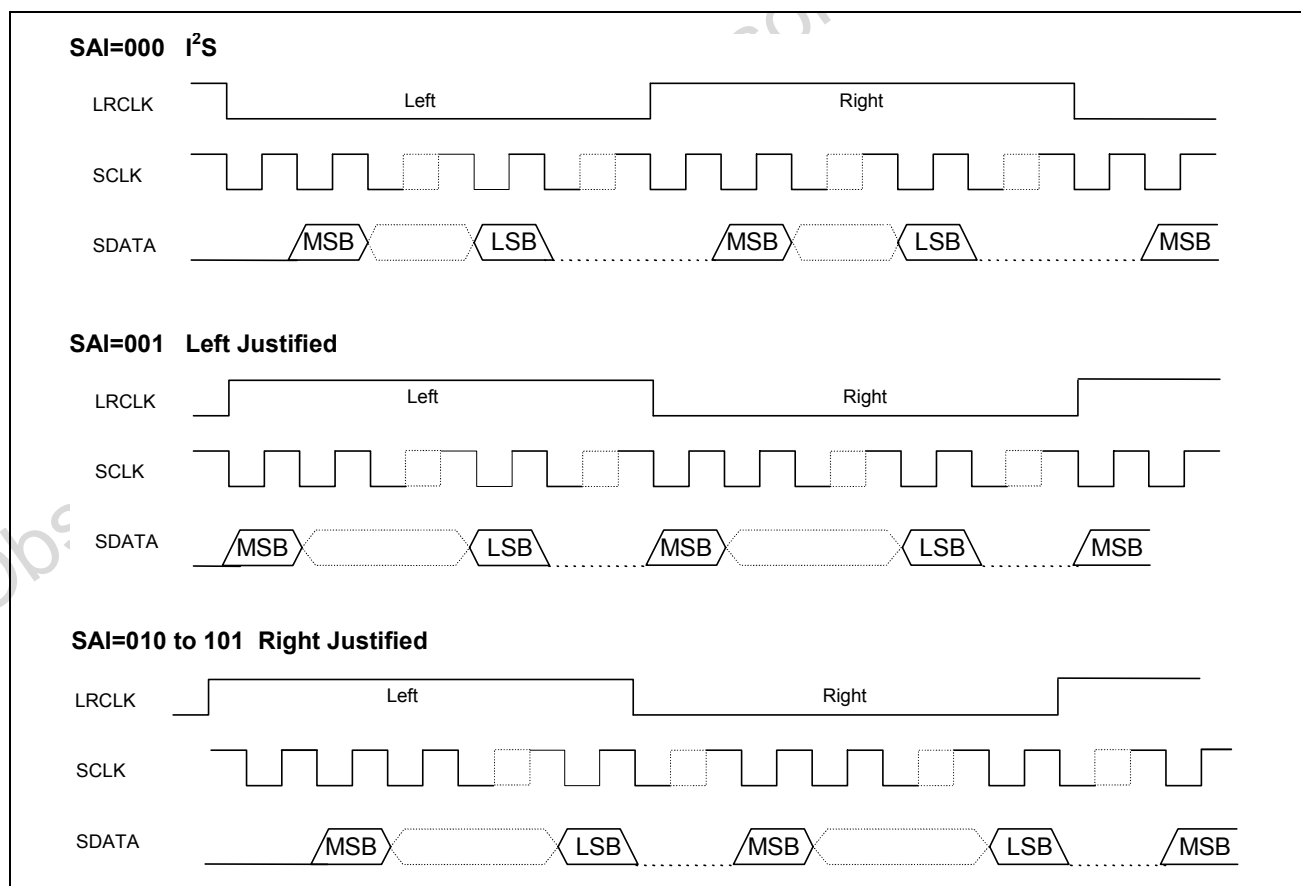 SAI=000 I²S
LRCLK Left Right
SCLK
SDATA MSB LSB MSB LSB MSB
SAI=001 Left Justified
LRCLK Left Right
SCLK
SDATA MSB LSB MSB LSB MSB
SAI=010 to 101 Right Justified
LRCLK Left Right
SCLK
SDATA MSB LSB MSB LSB MSB